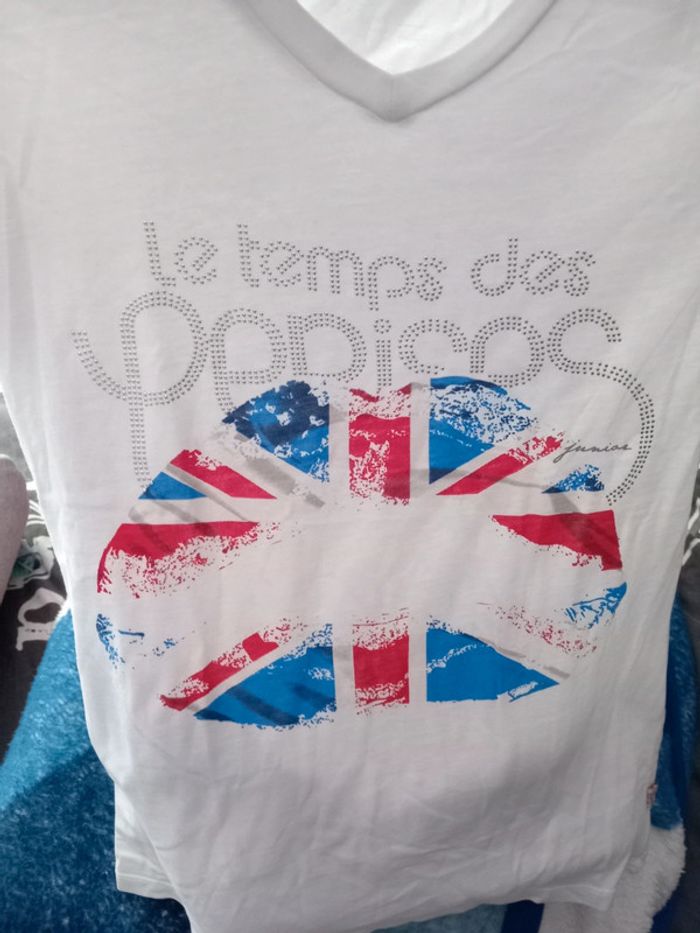 le temps des
cerises
junior